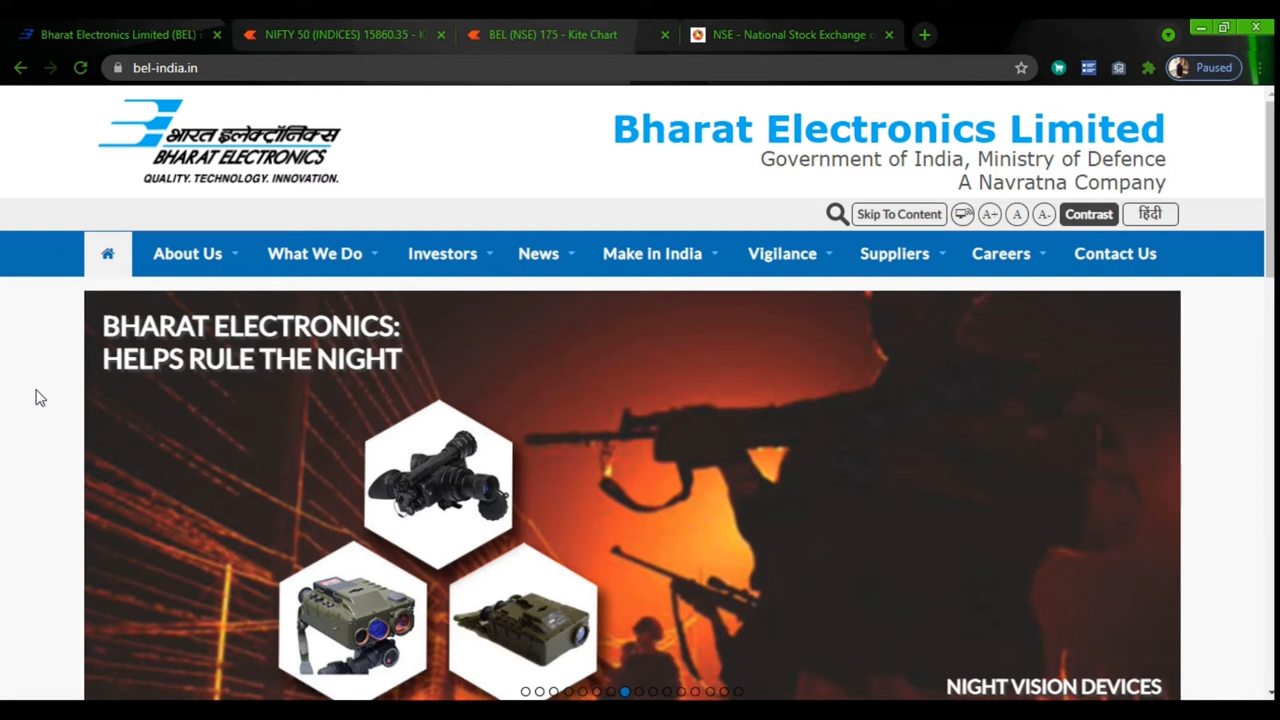 Bharat Electronics Limited (BEL)
NIFTY 50 (INDICES) 15860.35 - K
BEL (NSE) 175 - Kite Chart
NSE - National Stock Exchange o
bel-india.in
Paused
भारत इलेक्ट्रॉनिक्स
BHARAT ELECTRONICS
QUALITY. TECHNOLOGY. INNOVATION.
Bharat Electronics Limited
Government of India, Ministry of Defence
A Navratna Company
Skip To Content
A+
A
A-
Contrast
हिंदी
About Us
What We Do
Investors
News
Make in India
Vigilance
Suppliers
Careers
Contact Us
BHARAT ELECTRONICS:
HELPS RULE THE NIGHT
NIGHT VISION DEVICES